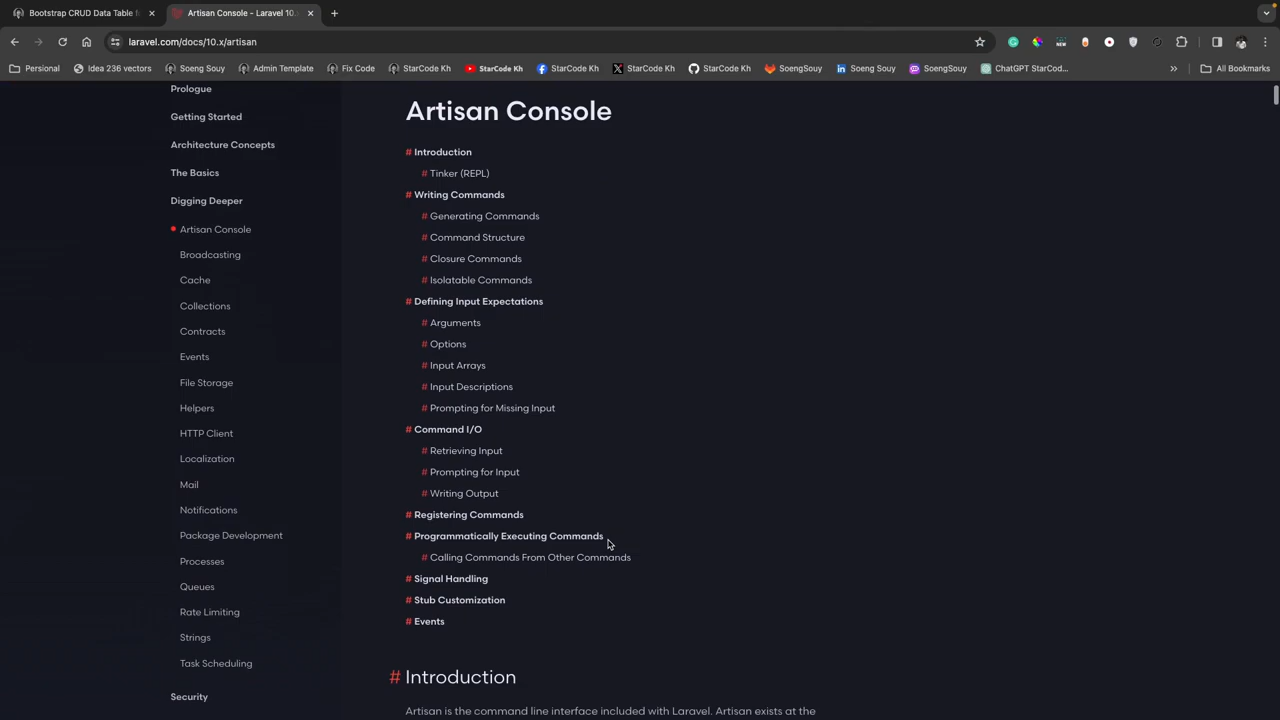 Bootstrap CRUD Data Table f
Artisan Console - Laravel 10.
laravel.com/docs/10.x/artisan
NEW
Persional
Idea 236 vectors
Soeng Souy
Admin Template
Fix Code
StarCode Kh
StarCode Kh
StarCode Kh
StarCode Kh
StarCode Kh
SoengSouy
Soeng Souy
SoengSouy
ChatGPT StarCod...
All Bookmarks
Prologue
Getting Started
Architecture Concepts
The Basics
Digging Deeper
Artisan Console
Broadcasting
Cache
Collections
Contracts
Events
File Storage
Helpers
HTTP Client
Localization
Mail
Notifications
Package Development
Processes
Queues
Rate Limiting
Strings
Task Scheduling
Security
Artisan Console
# Introduction
# Tinker (REPL)
# Writing Commands
# Generating Commands
# Command Structure
# Closure Commands
# Isolatable Commands
# Defining Input Expectations
# Arguments
# Options
# Input Arrays
# Input Descriptions
# Prompting for Missing Input
# Command I/O
# Retrieving Input
# Prompting for Input
# Writing Output
# Registering Commands
# Programmatically Executing Commands
# Calling Commands From Other Commands
# Signal Handling
# Stub Customization
# Events
# Introduction
Artisan is the command line interface included with Laravel. Artisan exists at the